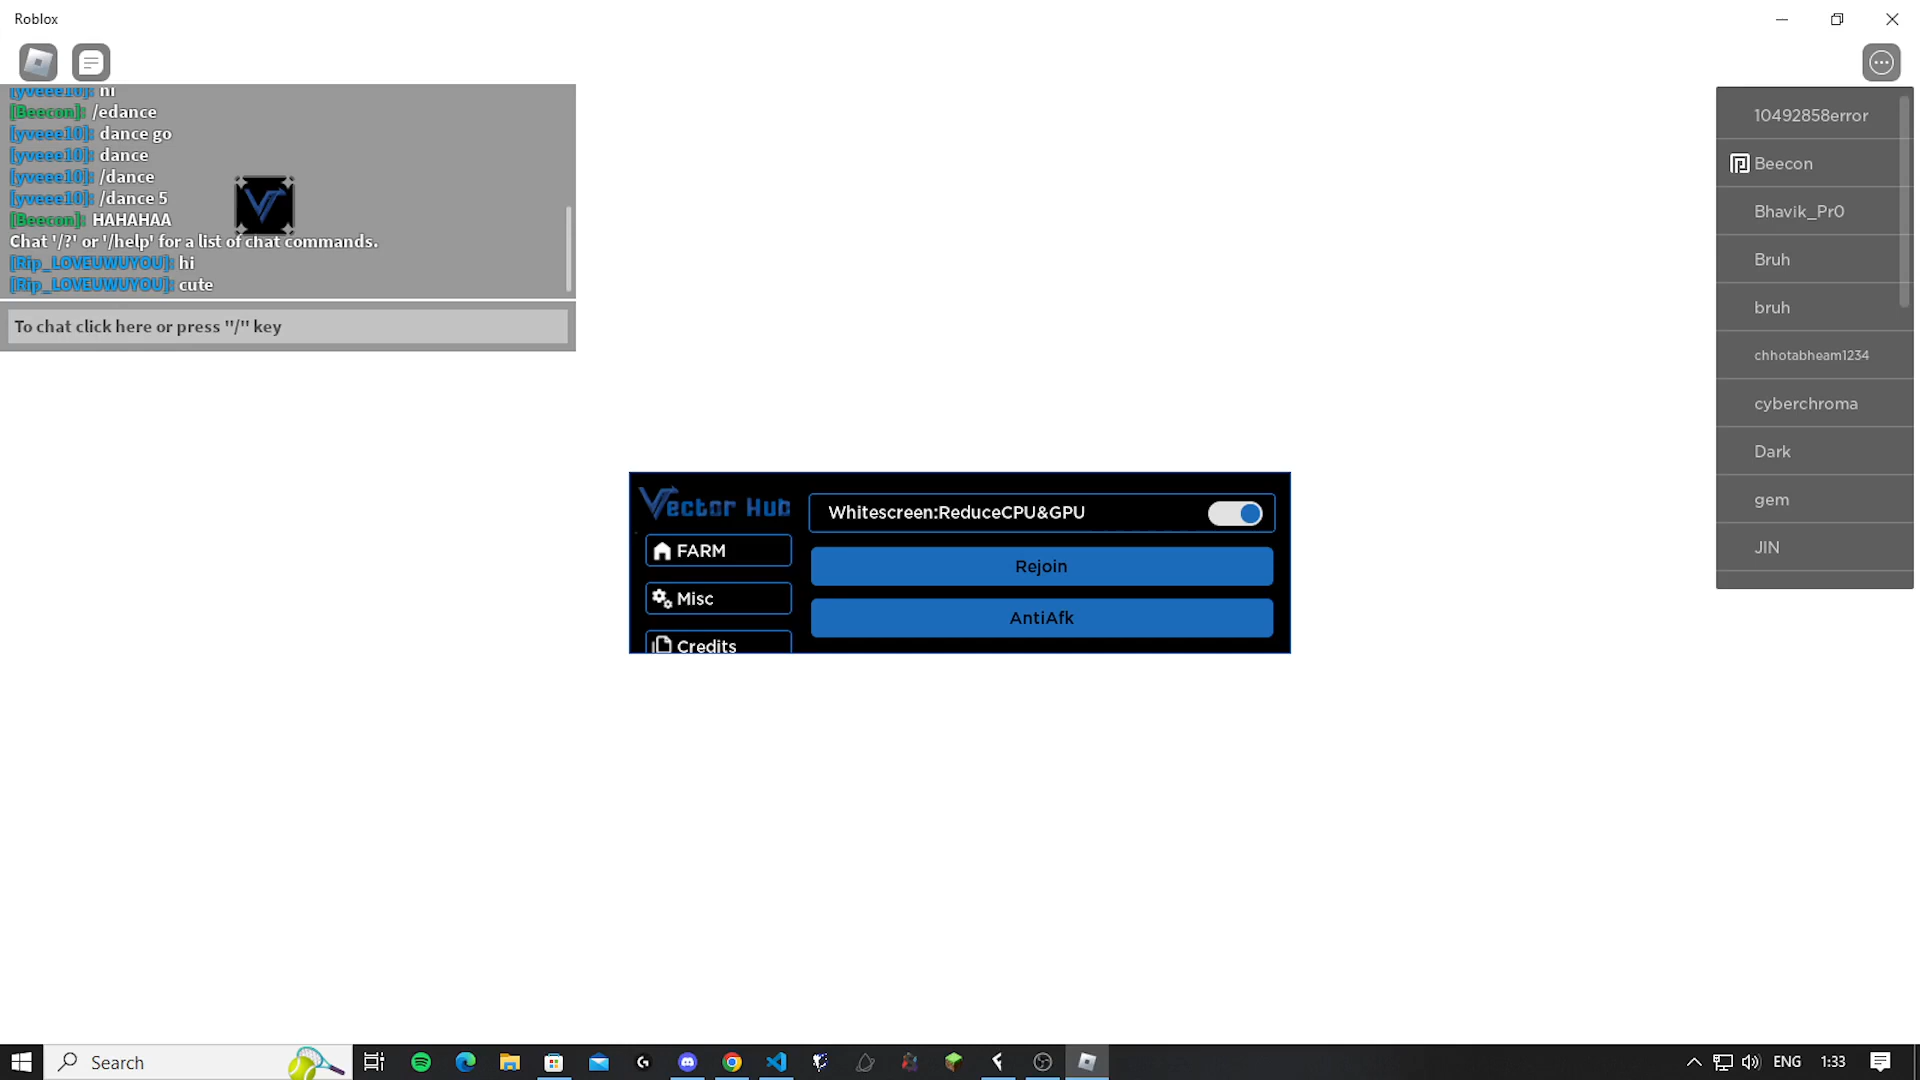 Roblox
[yveee10]: hi
[Beecon]: /edance
[yveee10]: dance go
[yveee10]: dance
[yveee10]: /dance
[yveee10]: /dance 5
[Beecon]: HAHAHAA
Chat '/?' or '/help' for a list of chat commands.
[Rip_LOVEUWUYOU]: hi
[Rip_LOVEUWUYOU]: cute
To chat click here or press "/" key
10492858error
Beecon
Bhavik_Pr0
Bruh
bruh
chhotabheam1234
cyberchroma
Dark
gem
JIN
Vector Hub
FARM
Misc
Credits
Whitescreen:ReduceCPU&GPU
Rejoin
AntiAfk
Search
ENG
1:33